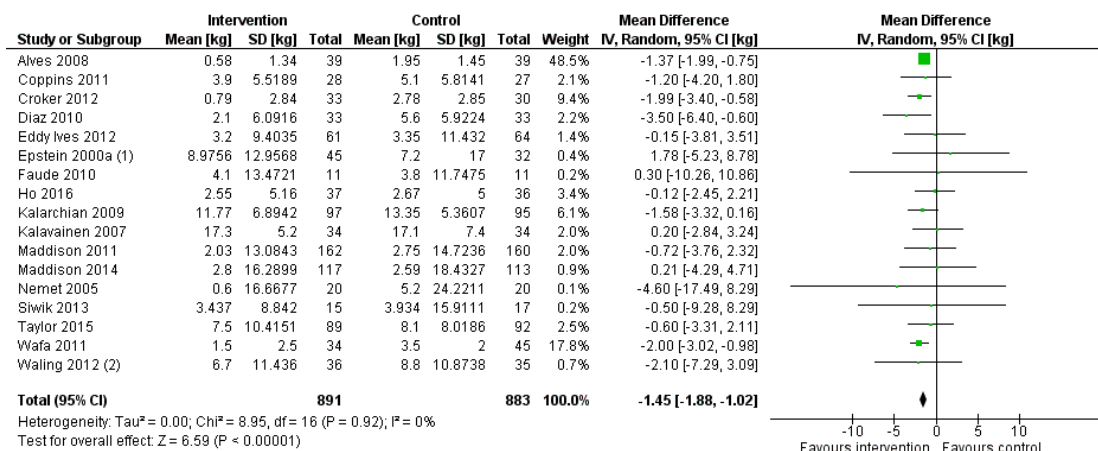 Intervention Control Mean Difference Mean Difference
Study or Subgroup Mean [kg] SD [kg] Total Mean [kg] SD [kg] Total Weight IV, Random, 95% CI [kg] IV, Random, 95% CI [kg]
Alves 2008 0.58 1.34 39 1.95 1.45 39 48.5% -1.37 [-1.99, -0.75]
Coppins 2011 3.9 5.5189 28 5.1 5.8141 27 2.1% -1.20 [-4.20, 1.80]
Croker 2012 0.79 2.84 33 2.78 2.85 30 9.4% -1.99 [-3.40, -0.58]
Diaz 2010 2.1 6.0916 33 5.6 5.9224 33 2.2% -3.50 [-6.40, -0.60]
Eddy Ives 2012 3.2 9.4035 61 3.35 11.432 64 1.4% -0.15 [-3.81, 3.51]
Epstein 2000a (1) 8.9756 12.9568 45 7.2 17 32 0.4% 1.78 [-5.23, 8.78]
Faude 2010 4.1 13.4721 11 3.8 11.7475 11 0.2% 0.30 [-10.26, 10.86]
Ho 2016 2.55 5.16 37 2.67 5 36 3.4% -0.12 [-2.45, 2.21]
Kalarchian 2009 11.77 6.8942 97 13.35 5.3607 95 6.1% -1.58 [-3.32, 0.16]
Kalavainen 2007 17.3 5.2 34 17.1 7.4 34 2.0% 0.20 [-2.84, 3.24]
Maddison 2011 2.03 13.0843 162 2.75 14.7236 160 2.0% -0.72 [-3.76, 2.32]
Maddison 2014 2.8 16.2899 117 2.59 18.4327 113 0.9% 0.21 [-4.29, 4.71]
Nemet 2005 0.6 16.6677 20 5.2 24.2211 20 0.1% -4.60 [-17.49, 8.29]
Siwik 2013 3.437 8.842 15 3.934 15.9111 17 0.2% -0.50 [-9.28, 8.29]
Taylor 2015 7.5 10.4151 89 8.1 8.0186 92 2.5% -0.60 [-3.31, 2.11]
Wafa 2011 1.5 2.5 34 3.5 2 45 17.8% -2.00 [-3.02, -0.98]
Waling 2012 (2) 6.7 11.436 36 8.8 10.8738 35 0.7% -2.10 [-7.29, 3.09]
Total (95% CI) 891 883 100.0% -1.45 [-1.88, -1.02]
Heterogeneity: Tau² = 0.00; Chi² = 8.95, df = 16 (P = 0.92); I² = 0%
Test for overall effect: Z = 6.59 (P < 0.00001)
-10 -5 0 5 10
Favours intervention Favours control